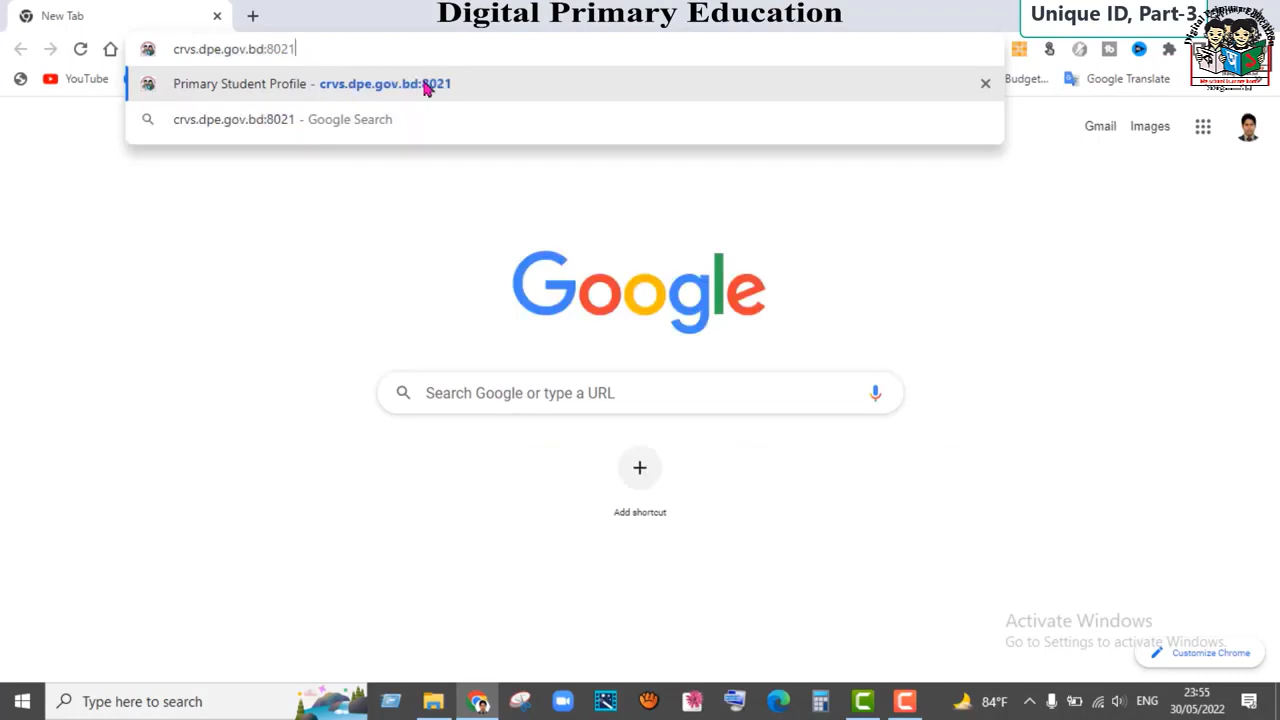 Digital Primary Education
Unique ID, Part-3
New Tab
crvs.dpe.gov.bd:8021
YouTube
Primary Student Profile - crvs.dpe.gov.bd:8021
Budget...
Google Translate
crvs.dpe.gov.bd:8021 - Google Search
Gmail
Images
Google
Search Google or type a URL
Add shortcut
Activate Windows
Go to Settings to activate Windows.
Customize Chrome
Type here to search
84°F
ENG
23:55
30/05/2022